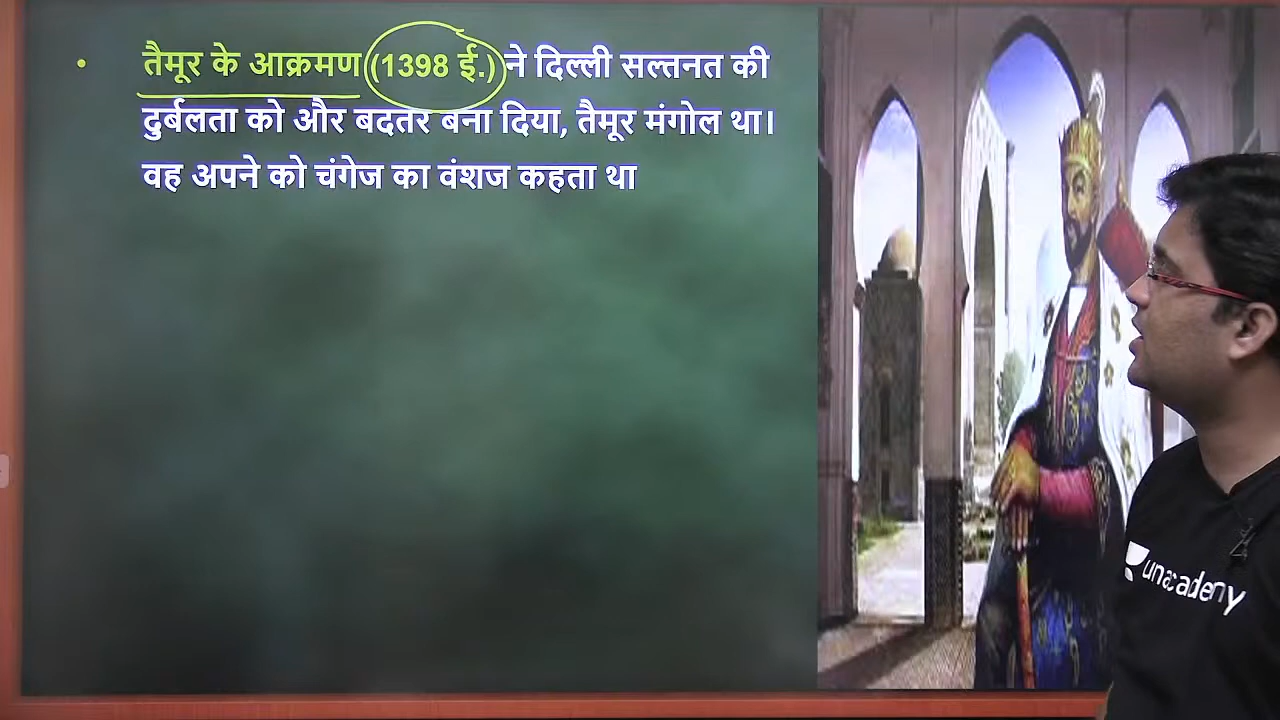 • तैमूर के आक्रमण (1398 ई.) ने दिल्ली सल्तनत की
दुर्बलता को और बदतर बना दिया, तैमूर मंगोल था।
वह अपने को चंगेज का वंशज कहता था
unacademy